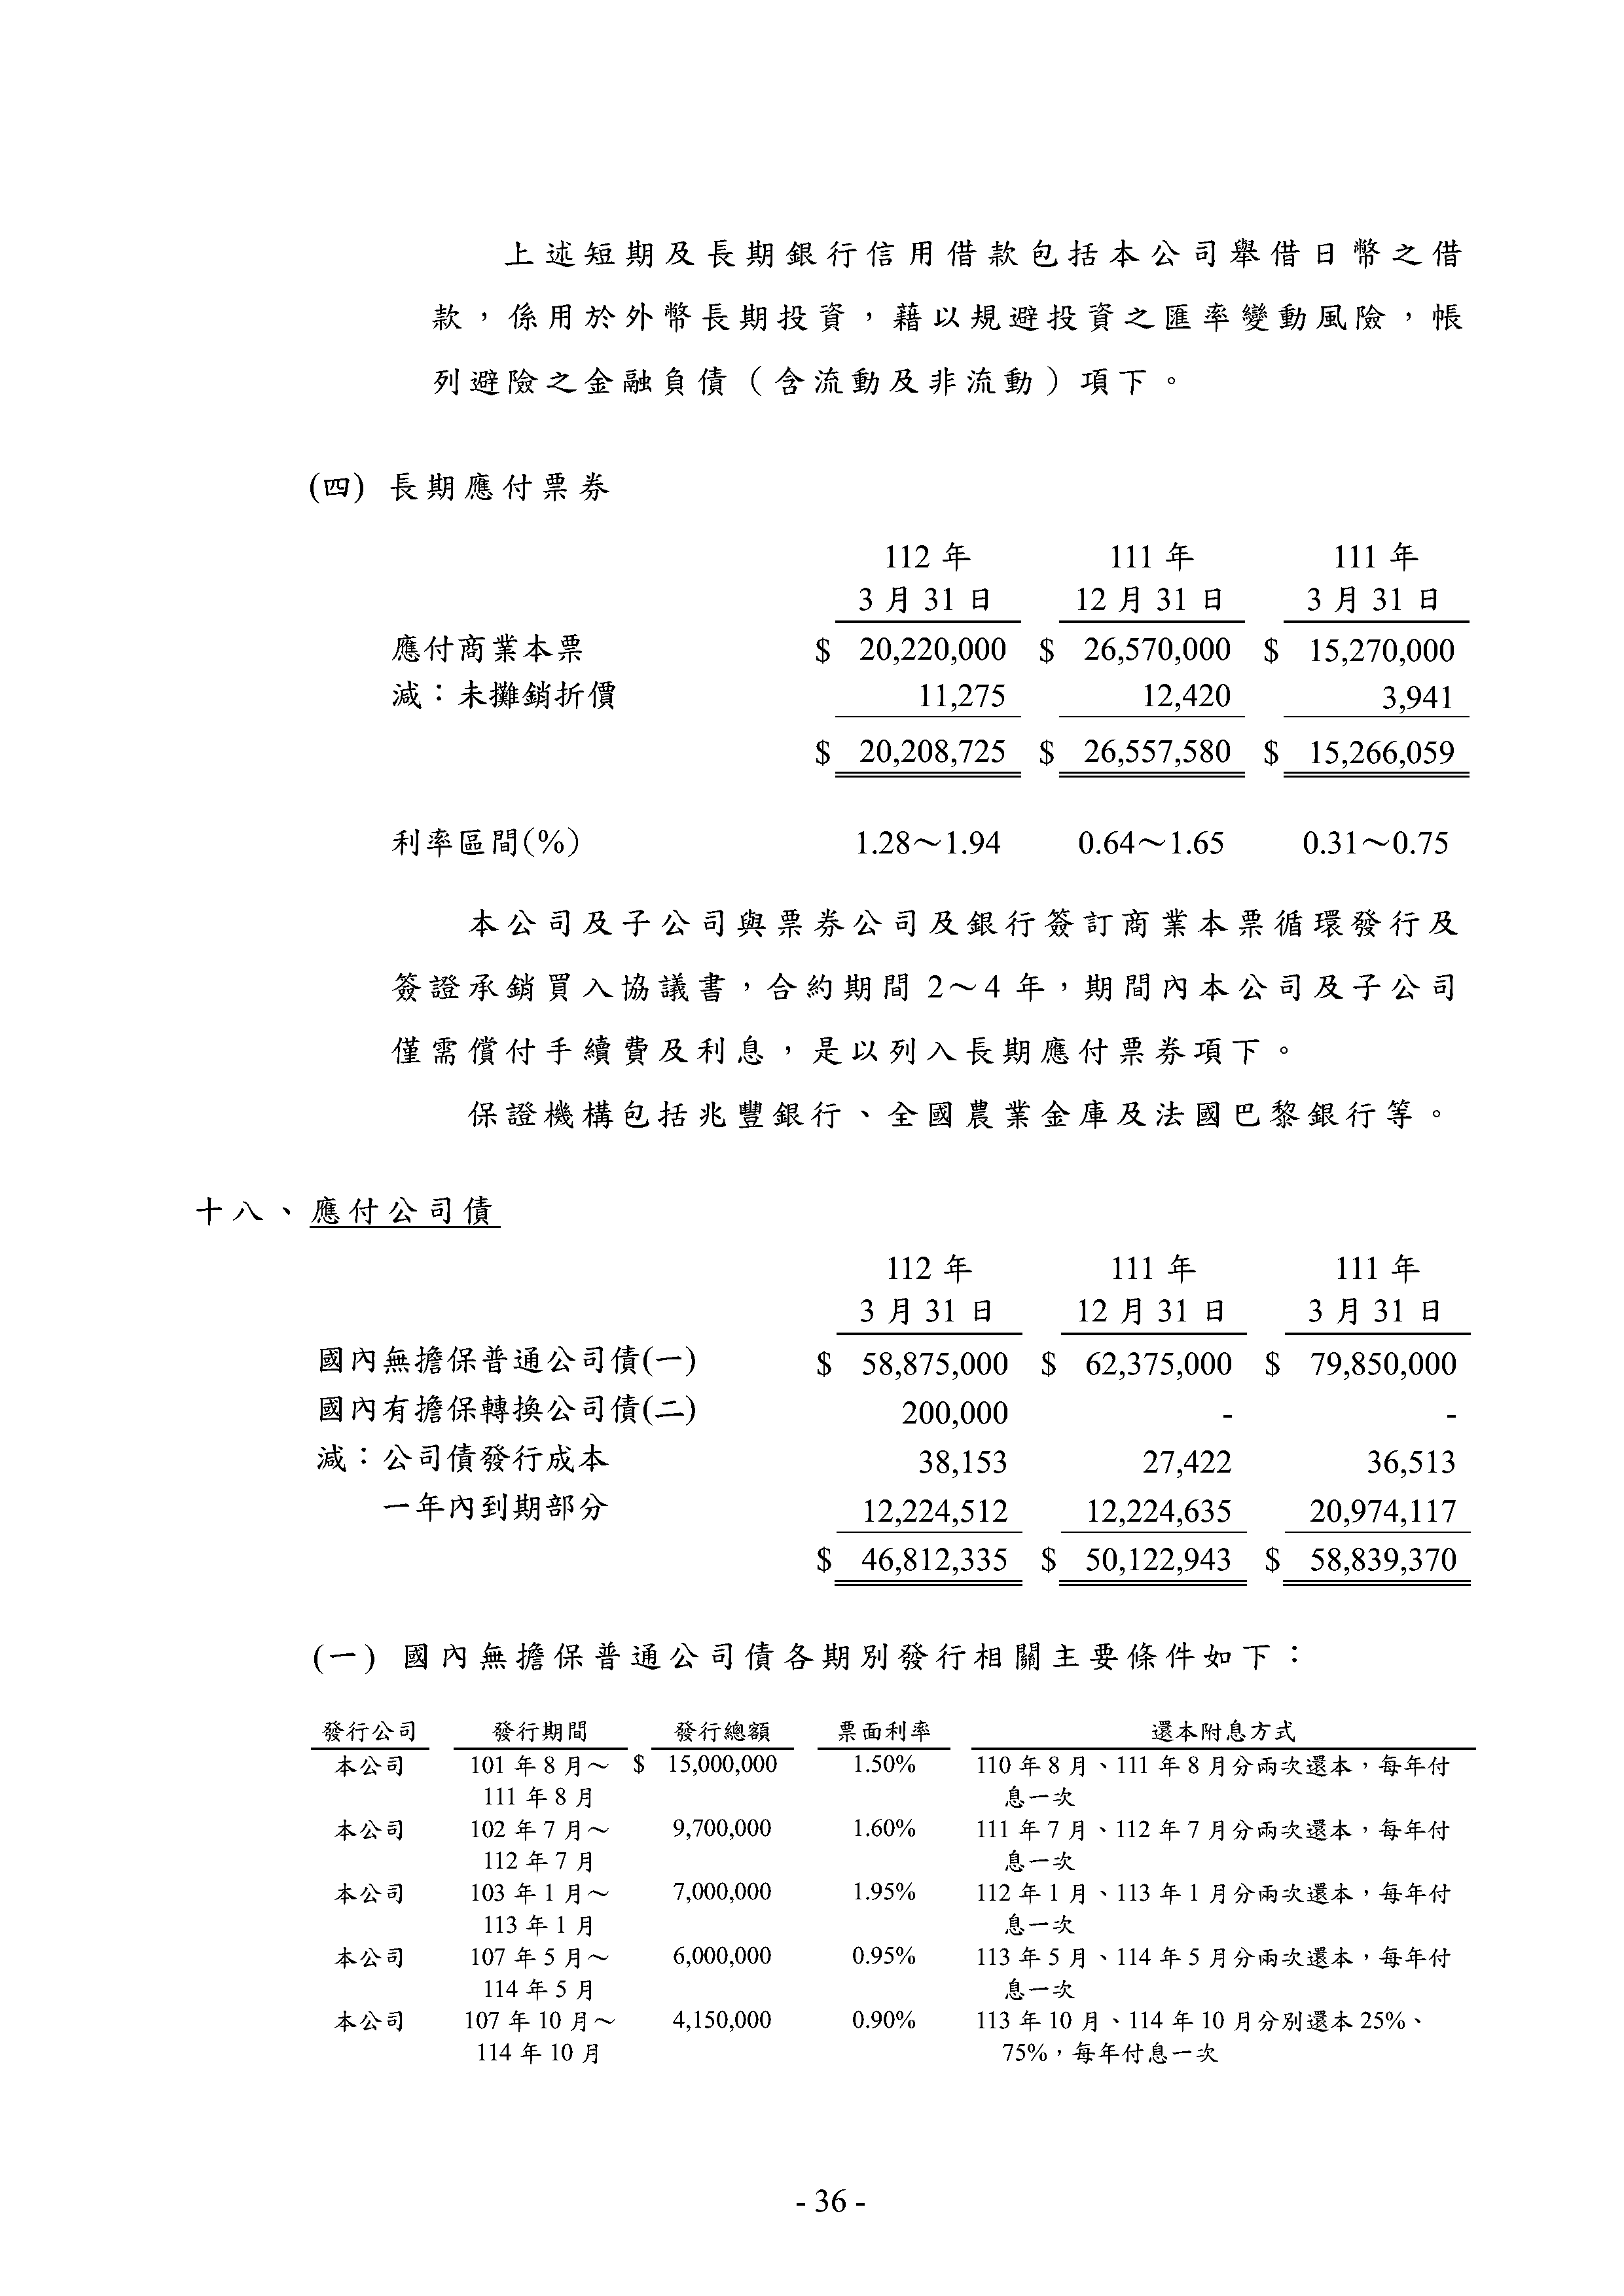 上述短期及長期銀行信用借款包括本公司舉借日幣之借
款，係用於外幣長期投資，藉以規避投資之匯率變動風險，帳
列避險之金融負債（含流動及非流動）項下。
(四) 長期應付票券
112 年 111 年 111 年
3 月 31 日 12 月 31 日 3 月 31 日
應付商業本票 $ 20,220,000 $ 26,570,000 $ 15,270,000
減：未攤銷折價 11,275 12,420 3,941
$ 20,208,725 $ 26,557,580 $ 15,266,059
利率區間(%) 1.28～1.94 0.64～1.65 0.31～0.75
本公司及子公司與票券公司及銀行簽訂商業本票循環發行及
簽證承銷買入協議書，合約期間 2～4 年，期間內本公司及子公司
僅需償付手續費及利息，是以列入長期應付票券項下。
保證機構包括兆豐銀行、全國農業金庫及法國巴黎銀行等。
十八、應付公司債
112 年 111 年 111 年
3 月 31 日 12 月 31 日 3 月 31 日
國內無擔保普通公司債(一) $ 58,875,000 $ 62,375,000 $ 79,850,000
國內有擔保轉換公司債(二) 200,000 - -
減：公司債發行成本 38,153 27,422 36,513
一年內到期部分 12,224,512 12,224,635 20,974,117
$ 46,812,335 $ 50,122,943 $ 58,839,370
(一) 國內無擔保普通公司債各期別發行相關主要條件如下：
發行公司 發行期間 發行總額 票面利率 還本附息方式
本公司 101 年 8 月～ $ 15,000,000 1.50% 110 年 8 月、111 年 8 月分兩次還本，每年付
111 年 8 月 息一次
本公司 102 年 7 月～ 9,700,000 1.60% 111 年 7 月、112 年 7 月分兩次還本，每年付
112 年 7 月 息一次
本公司 103 年 1 月～ 7,000,000 1.95% 112 年 1 月、113 年 1 月分兩次還本，每年付
113 年 1 月 息一次
本公司 107 年 5 月～ 6,000,000 0.95% 113 年 5 月、114 年 5 月分兩次還本，每年付
114 年 5 月 息一次
本公司 107 年 10 月～ 4,150,000 0.90% 113 年 10 月、114 年 10 月分別還本 25%、
114 年 10 月 75%，每年付息一次
- 36 -